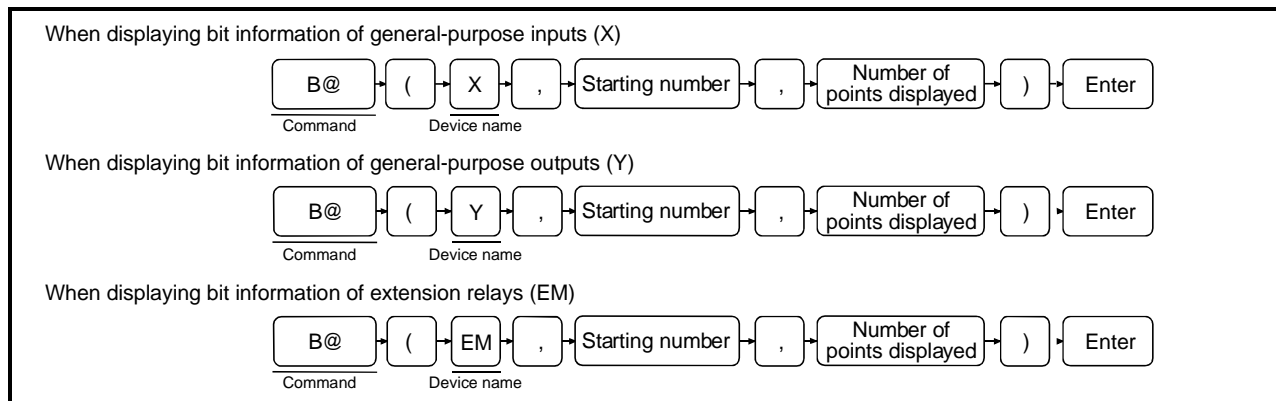 When displaying bit information of general-purpose inputs (X)
B@ ( X , Starting number , Number of points displayed ) Enter
Command Device name
When displaying bit information of general-purpose outputs (Y)
B@ ( Y , Starting number , Number of points displayed ) Enter
Command Device name
When displaying bit information of extension relays (EM)
B@ ( EM , Starting number , Number of points displayed ) Enter
Command Device name